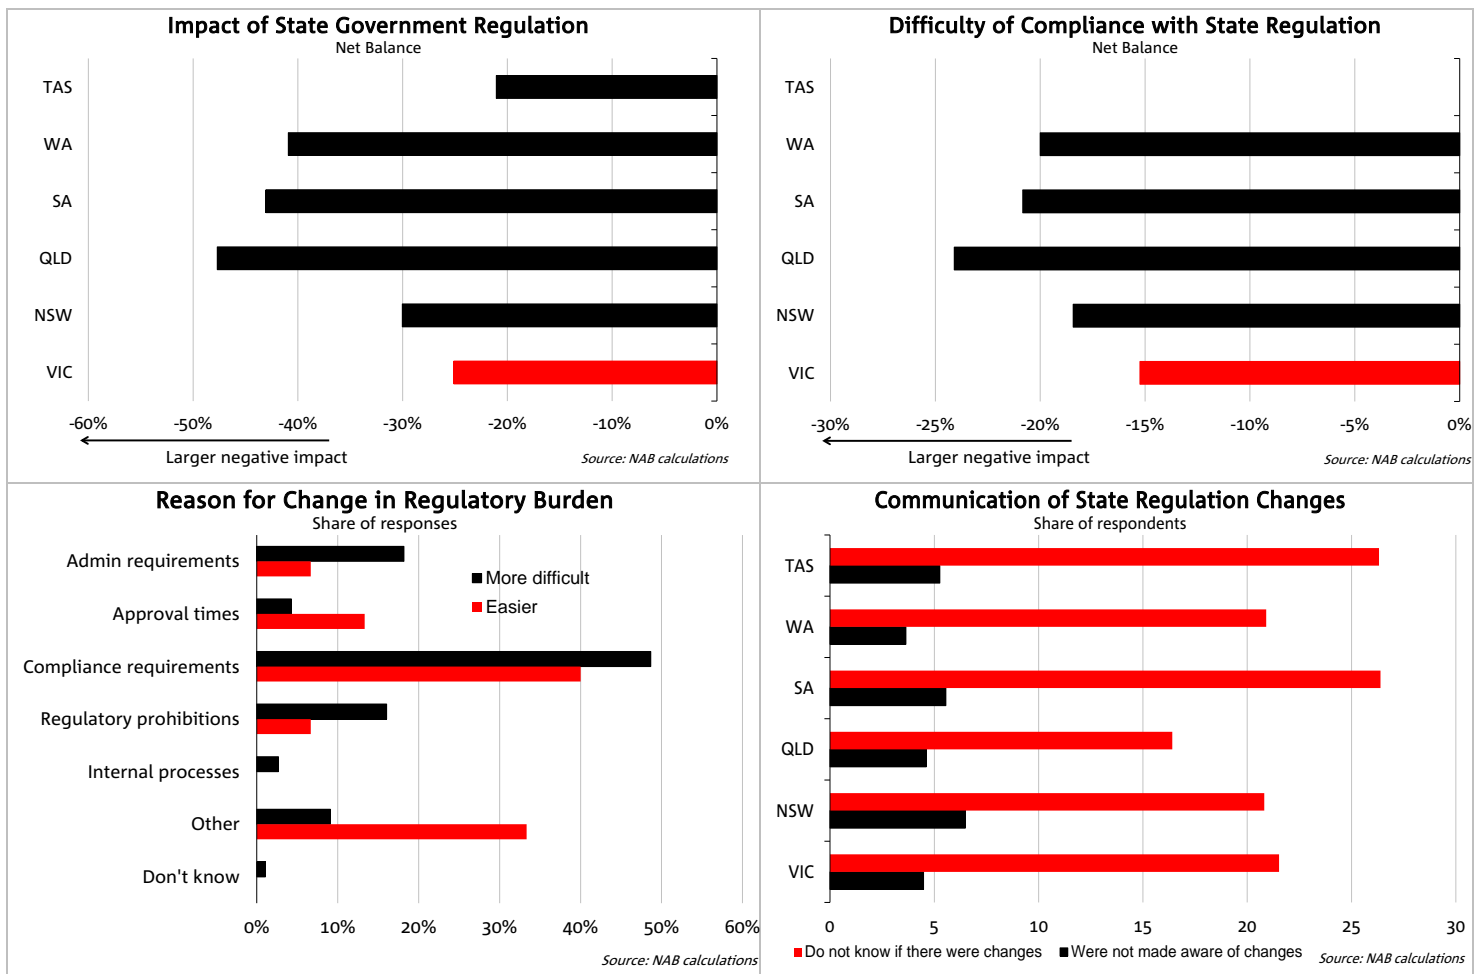 Impact of State Government Regulation
Net Balance
TAS
WA
SA
QLD
NSW
VIC
-60% -50% -40% -30% -20% -10% 0%
Larger negative impact
Source: NAB calculations
Difficulty of Compliance with State Regulation
Net Balance
TAS
WA
SA
QLD
NSW
VIC
-30% -25% -20% -15% -10% -5% 0%
Larger negative impact
Source: NAB calculations
Reason for Change in Regulatory Burden
Share of responses
Admin requirements
More difficult
Easier
Approval times
Compliance requirements
Regulatory prohibitions
Internal processes
Other
Don't know
0% 10% 20% 30% 40% 50% 60%
Source: NAB calculations
Communication of State Regulation Changes
Share of respondents
TAS
WA
SA
QLD
NSW
VIC
0 5 10 15 20 25 30
Do not know if there were changes Were not made aware of changes
Source: NAB calculations